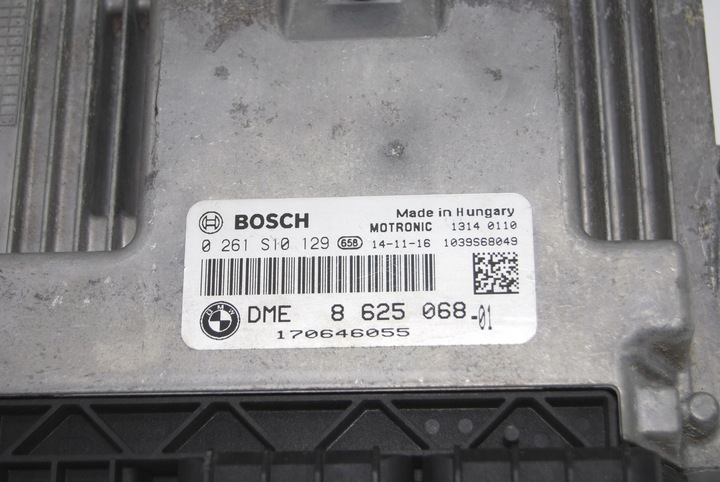 BOSCH Made in Hungary
MOTRONIC 1314 0110
0 261 S10 129 658 14-11-16 1039S68049
BMW DME 8 625 068-01
170646055